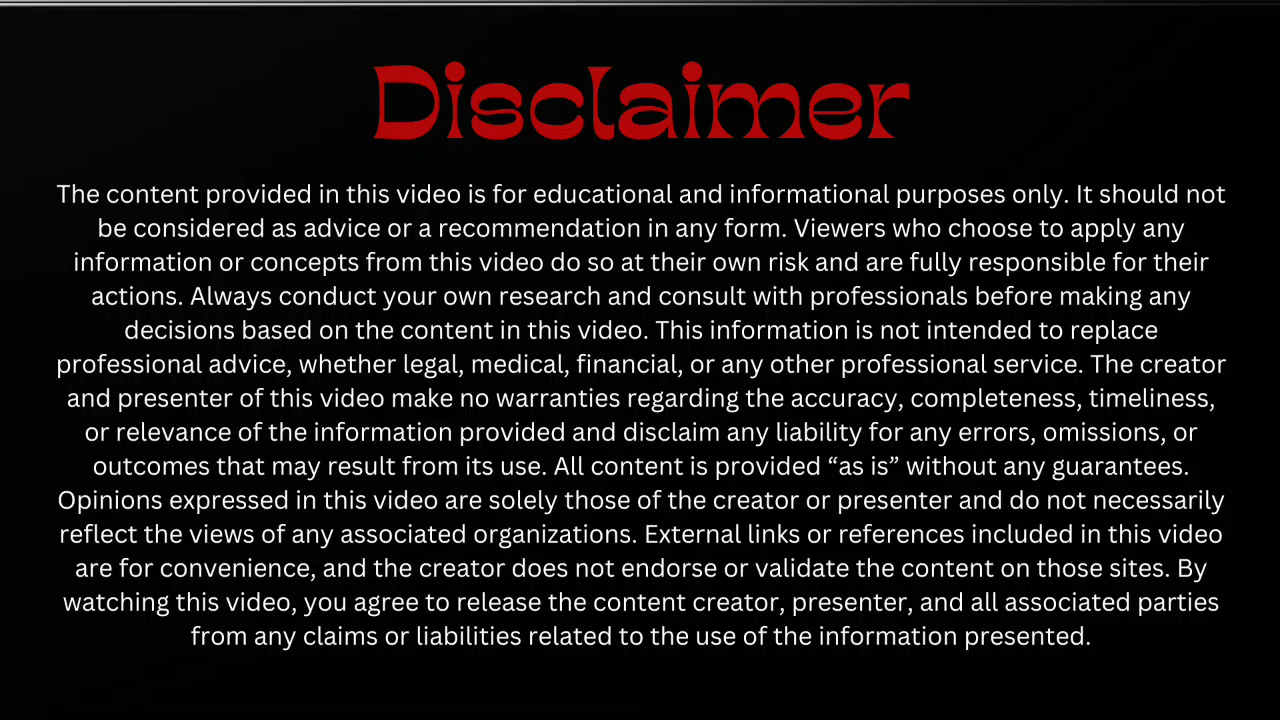 Disclaimer
The content provided in this video is for educational and informational purposes only. It should not
be considered as advice or a recommendation in any form. Viewers who choose to apply any
information or concepts from this video do so at their own risk and are fully responsible for their
actions. Always conduct your own research and consult with professionals before making any
decisions based on the content in this video. This information is not intended to replace
professional advice, whether legal, medical, financial, or any other professional service. The creator
and presenter of this video make no warranties regarding the accuracy, completeness, timeliness,
or relevance of the information provided and disclaim any liability for any errors, omissions, or
outcomes that may result from its use. All content is provided “as is” without any guarantees.
Opinions expressed in this video are solely those of the creator or presenter and do not necessarily
reflect the views of any associated organizations. External links or references included in this video
are for convenience, and the creator does not endorse or validate the content on those sites. By
watching this video, you agree to release the content creator, presenter, and all associated parties
from any claims or liabilities related to the use of the information presented.